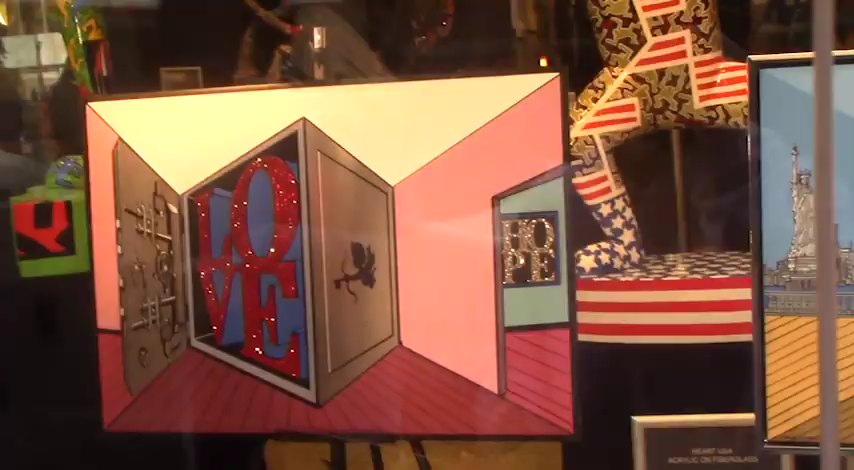 LO
VE
HO
PE
HEART USA
ACRYLIC ON FIBERGLASS